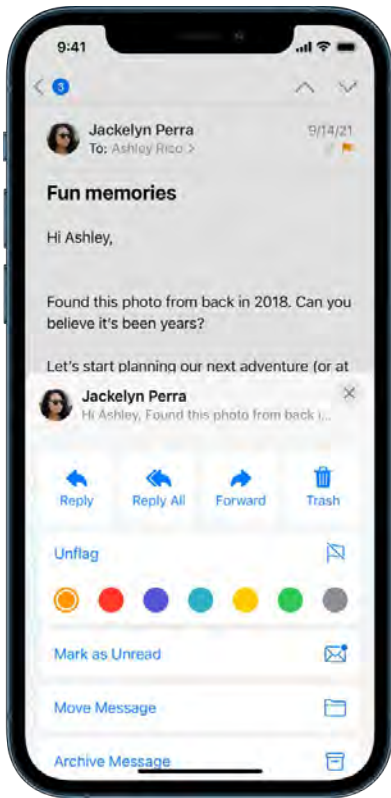 9:41
3
Jackelyn Perra
9/14/21
To: Ashley Rico >
Fun memories
Hi Ashley,
Found this photo from back in 2018. Can you
believe it's been years?
Let's start planning our next adventure (or at
Jackelyn Perra
Hi Ashley, Found this photo from back i...
Reply
Reply All
Forward
Trash
Unflag
Mark as Unread
Move Message
Archive Message